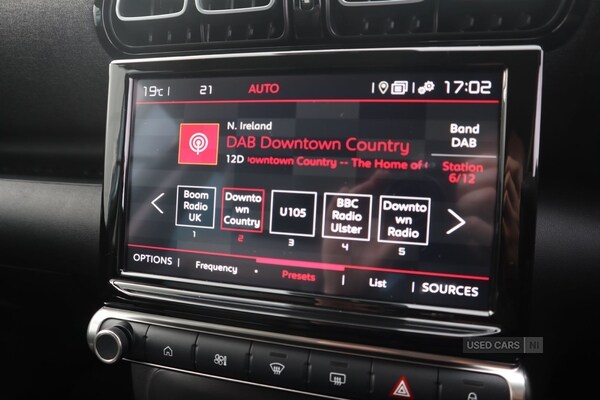 19°C | 21 AUTO 17:02
N. Ireland
DAB Downtown Country
12D owntown Country -- The Home of
Band
DAB
Station
6/12
Boom
Radio
UK
1
Downto
wn
Country
2
U105
3
BBC
Radio
Ulster
4
Downto
wn
Radio
5
OPTIONS | Frequency Presets | List | SOURCES
USED CARS NI